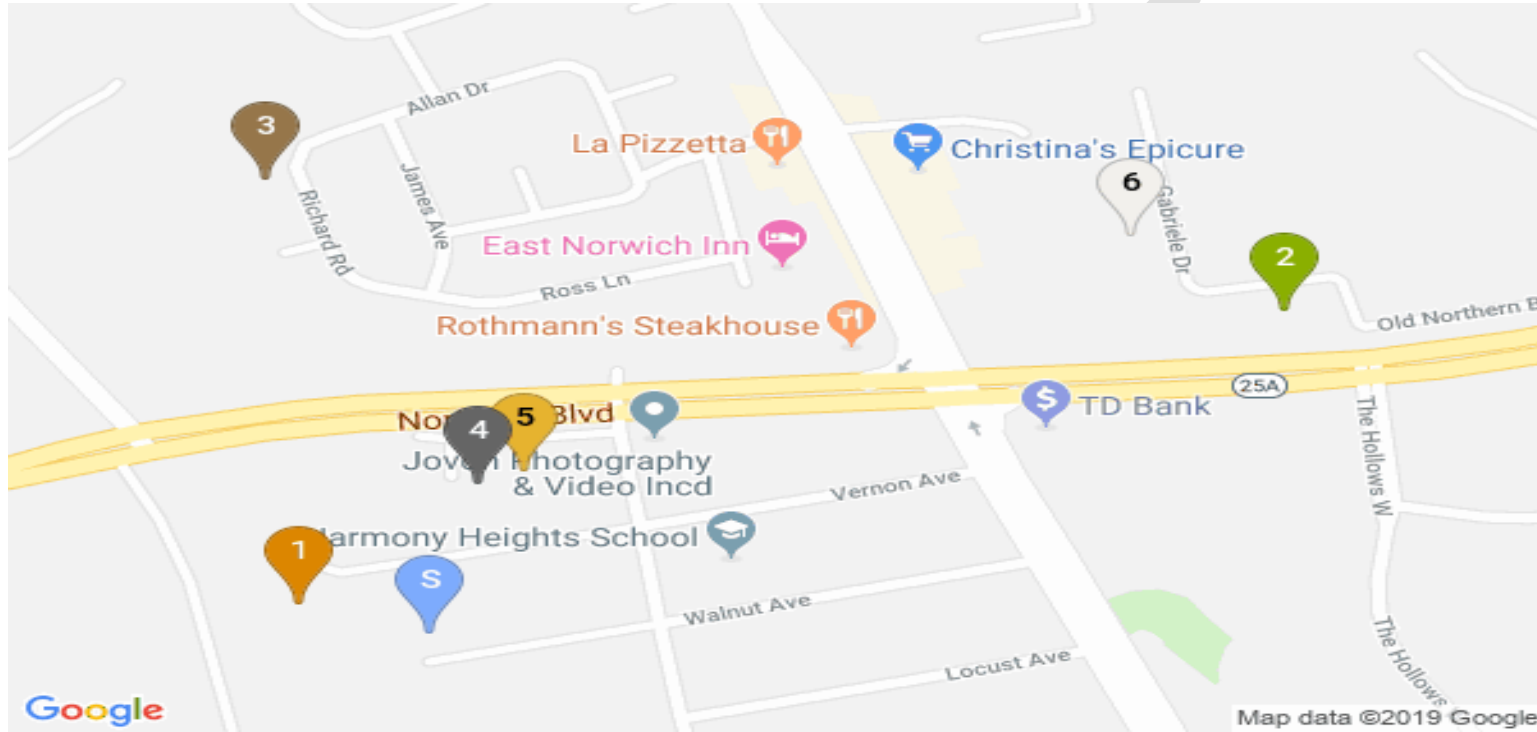 Allan Dr
3
La Pizzetta
Christina's Epicure
James Ave
6
Richard Rd
Gabriele Dr
East Norwich Inn
2
Ross Ln
Rothmann's Steakhouse
Old Northern B
25A
TD Bank
Blvd
5
4
The Hollows W
Photography
& Video Incd
Vernon Ave
Harmony Heights School
1
S
Walnut Ave
The Hollows
Locust Ave
Google
Map data ©2019 Google